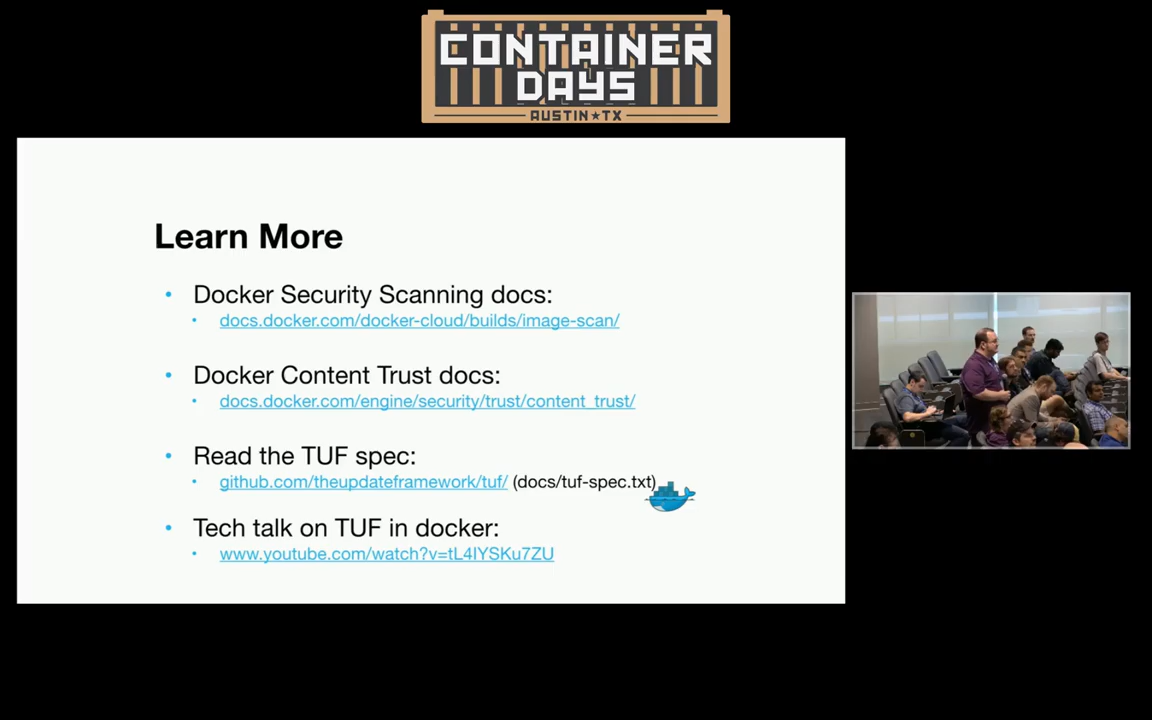 CONTAINER
DAYS
AUSTIN★TX
Learn More
• Docker Security Scanning docs:
• docs.docker.com/docker-cloud/builds/image-scan/
• Docker Content Trust docs:
• docs.docker.com/engine/security/trust/content_trust/
• Read the TUF spec:
• github.com/theupdateframework/tuf/ (docs/tuf-spec.txt)
• Tech talk on TUF in docker:
• www.youtube.com/watch?v=tL4IYSKu7ZU